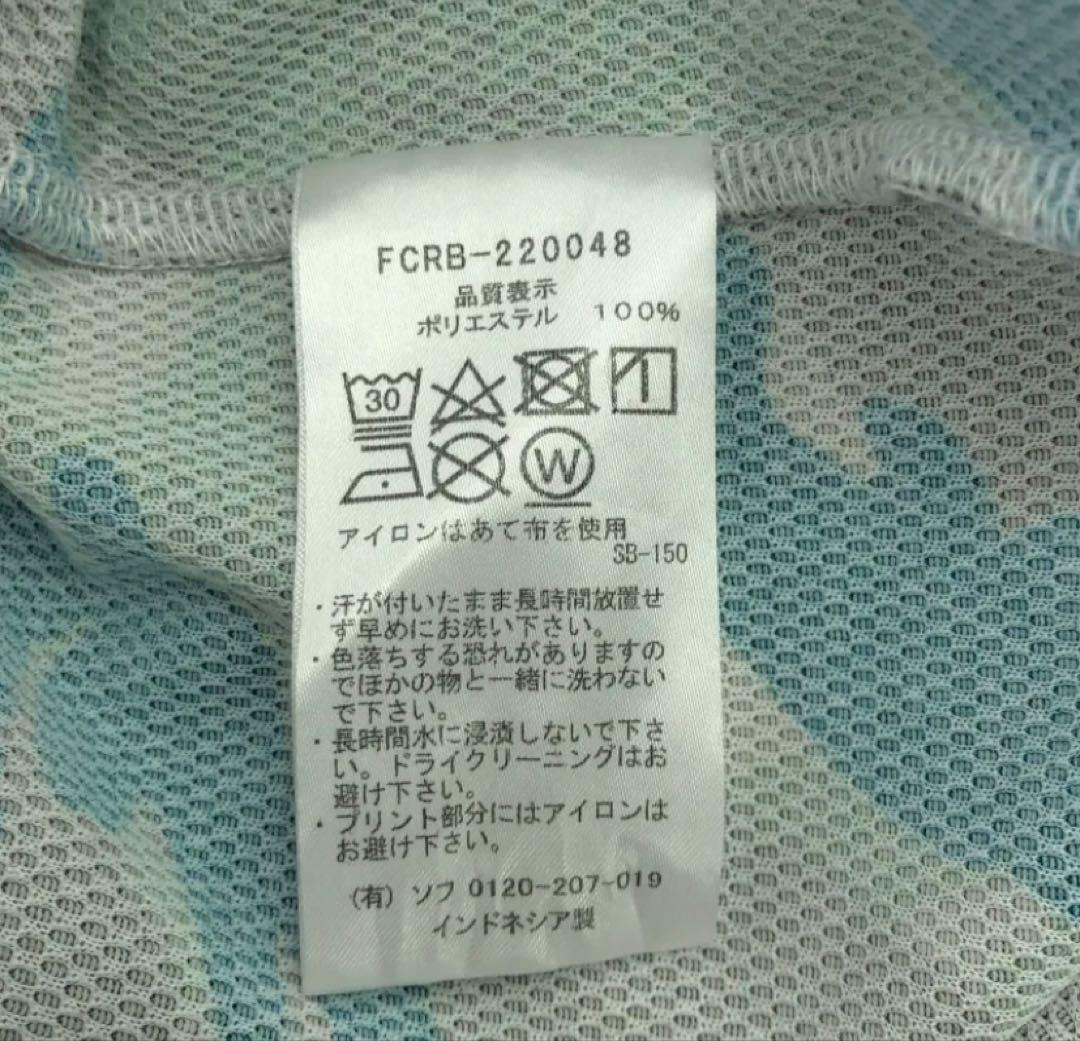 FCRB-220048
品質表示
ポリエステル 100%
30
W
アイロンはあて布を使用
SB-150
・汗が付いたまま長時間放置せ
ず早めにお洗い下さい。
・色落ちする恐れがありますの
でほかの物と一緒に洗わない
で下さい。
・長時間水に浸漬しないで下さ
い。ドライクリーニングはお
避け下さい。
・プリント部分にはアイロンは
お避け下さい。
(有) ソフ 0120-207-019
インドネシア製